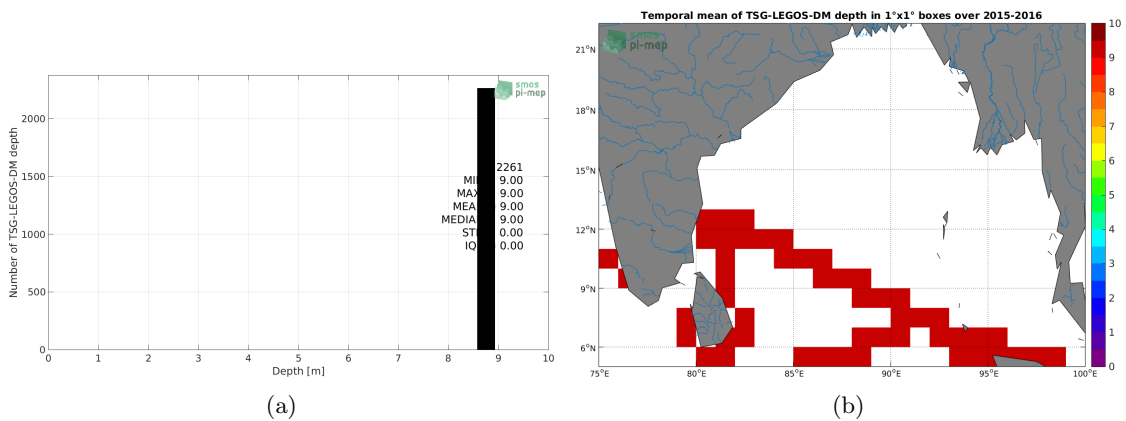 smos
pi-mep
2000
1500
1000
500
0
Number of TSG-LEGOS-DM depth
2261
9.00
9.00
9.00
MEDIAN 9.00
0.00
0.00
0 1 2 3 4 5 6 7 8 9 10
Depth [m]
(a)
Temporal mean of TSG-LEGOS-DM depth in 1°x1° boxes over 2015-2016
smos
pi-mep
21°N
18°N
15°N
12°N
9°N
6°N
75°E 80°E 85°E 90°E 95°E 100°E
10
9
8
7
6
5
4
3
2
1
0
(b)